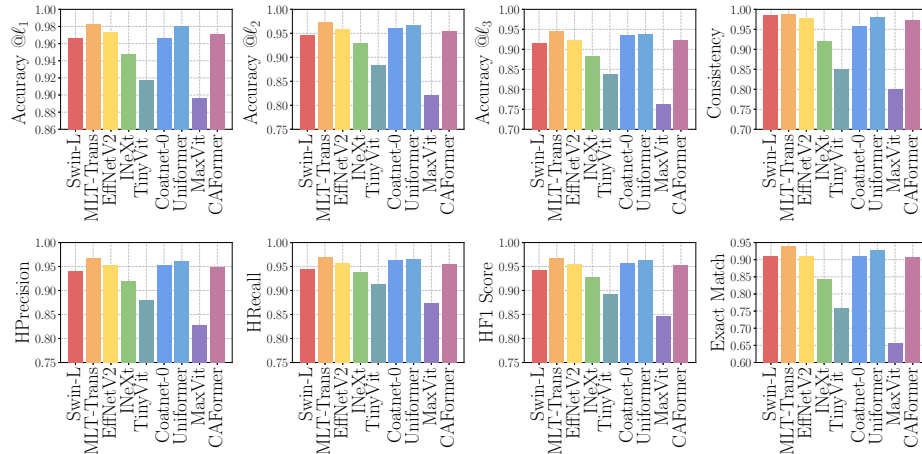 Accuracy @ℓ1
1.00
0.98
0.96
0.94
0.92
0.90
0.88
0.86
Swin-L
MLT-Trans
EffNetV2
INeXt
TinyVit
Coatnet-0
Uniformer
MaxVit
CAFormer
Accuracy @ℓ2
1.00
0.95
0.90
0.85
0.80
0.75
Swin-L
MLT-Trans
EffNetV2
INeXt
TinyVit
Coatnet-0
Uniformer
MaxVit
CAFormer
Accuracy @ℓ3
1.00
0.95
0.90
0.85
0.80
0.75
0.70
Swin-L
MLT-Trans
EffNetV2
INeXt
TinyVit
Coatnet-0
Uniformer
MaxVit
CAFormer
Consistency
1.00
0.95
0.90
0.85
0.80
0.75
0.70
Swin-L
MLT-Trans
EffNetV2
INeXt
TinyVit
Coatnet-0
Uniformer
MaxVit
CAFormer
HPrecision
1.00
0.95
0.90
0.85
0.80
0.75
Swin-L
MLT-Trans
EffNetV2
INeXt
TinyVit
Coatnet-0
Uniformer
MaxVit
CAFormer
HRecall
1.00
0.95
0.90
0.85
0.80
0.75
Swin-L
MLT-Trans
EffNetV2
INeXt
TinyVit
Coatnet-0
Uniformer
MaxVit
CAFormer
HF1 Score
1.00
0.95
0.90
0.85
0.80
0.75
Swin-L
MLT-Trans
EffNetV2
INeXt
TinyVit
Coatnet-0
Uniformer
MaxVit
CAFormer
Exact Match
0.95
0.90
0.85
0.80
0.75
0.70
0.65
0.60
Swin-L
MLT-Trans
EffNetV2
INeXt
TinyVit
Coatnet-0
Uniformer
MaxVit
CAFormer